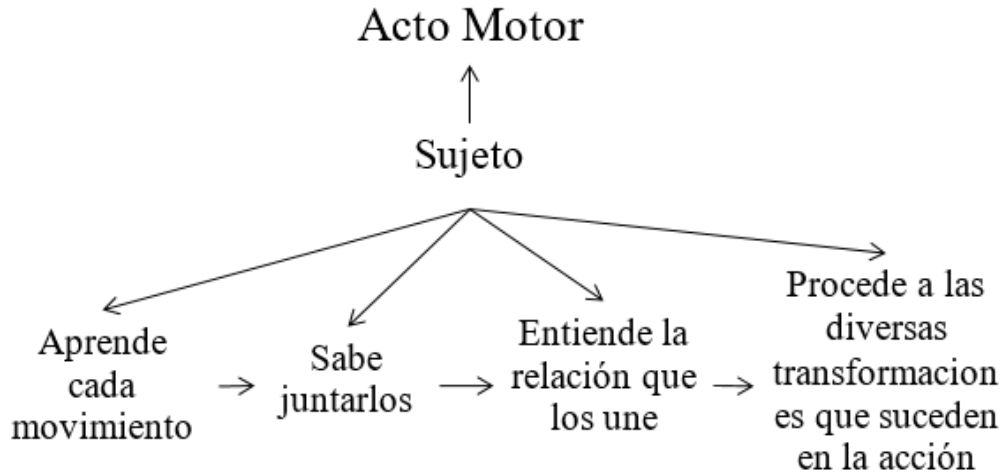 Acto Motor
Sujeto
Aprende
cada
movimiento
Sabe
juntarlos
Entiende la
relación que
los une
Procede a las
diversas
transformacion
es que suceden
en la acción